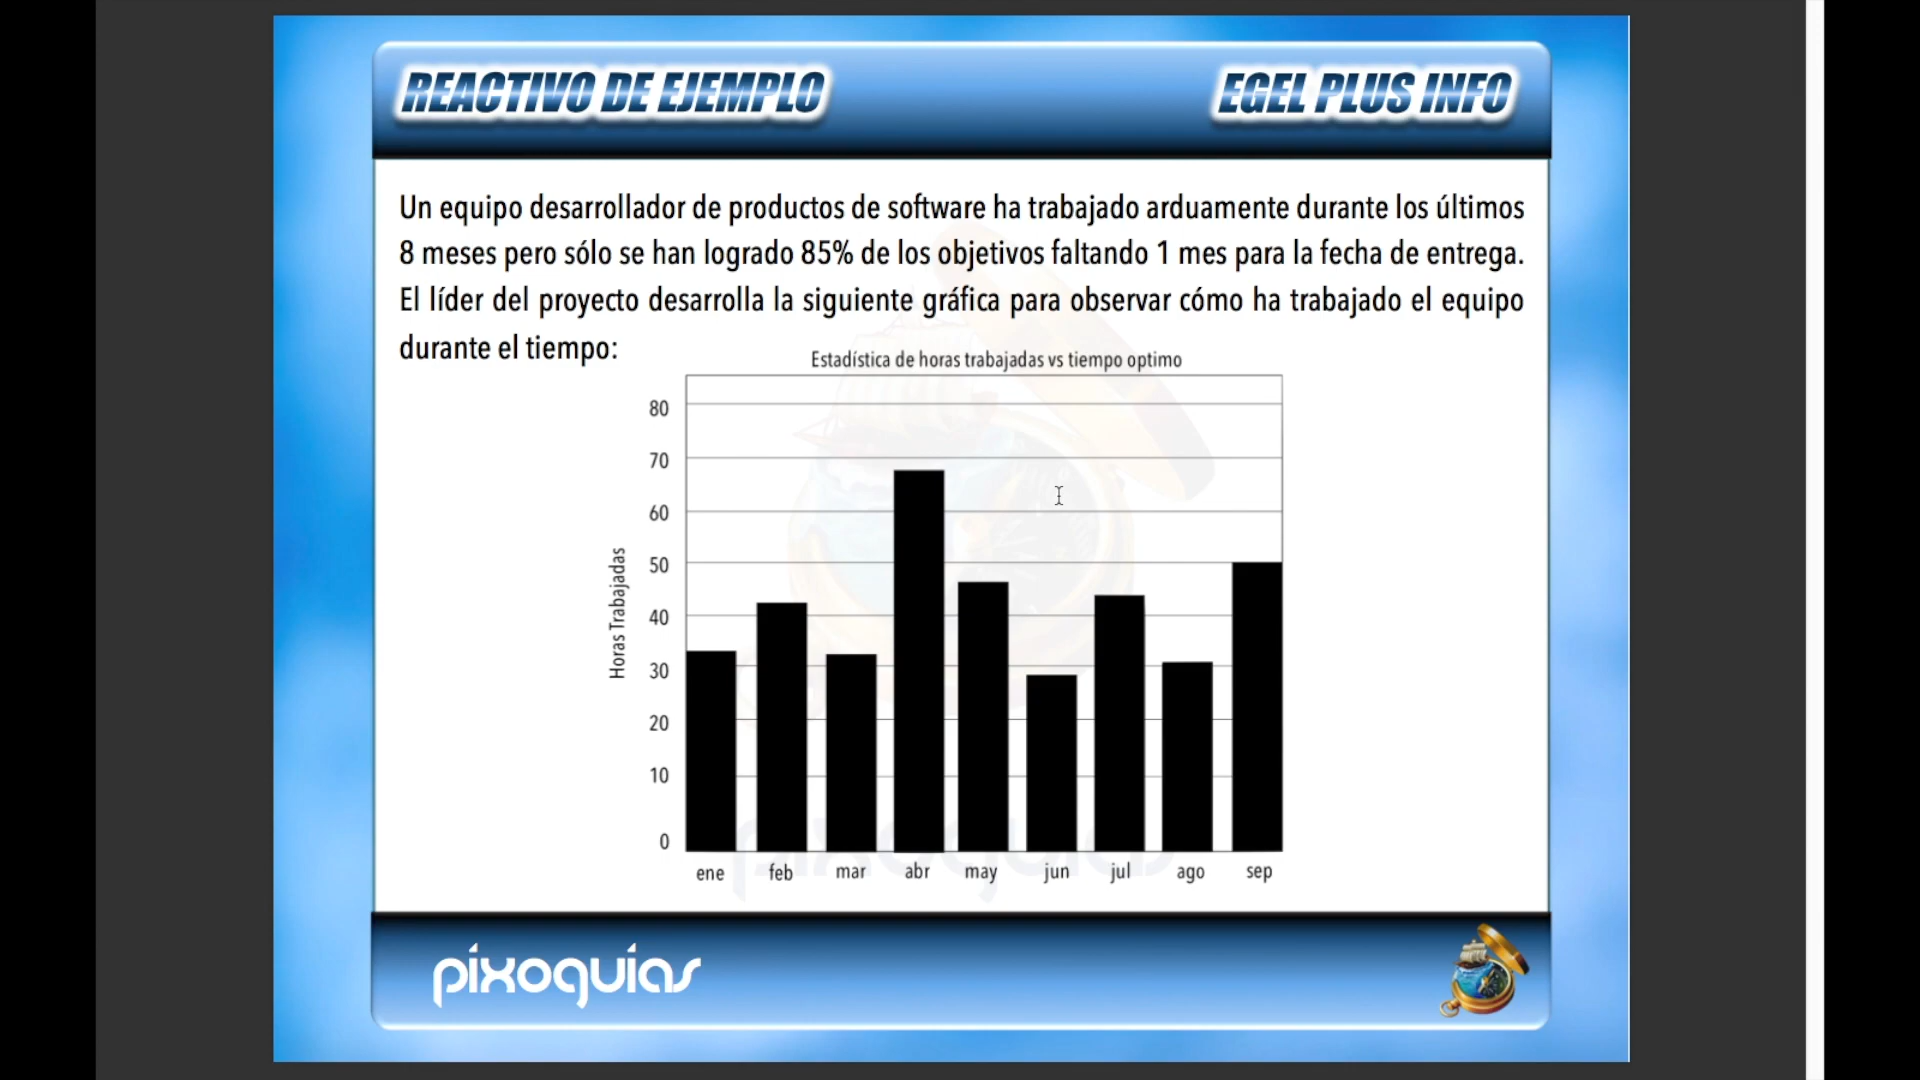 REACTIVO DE EJEMPLO
EGEL PLUS INFO
Un equipo desarrollador de productos de software ha trabajado arduamente durante los últimos
8 meses pero sólo se han logrado 85% de los objetivos faltando 1 mes para la fecha de entrega.
El líder del proyecto desarrolla la siguiente gráfica para observar cómo ha trabajado el equipo
durante el tiempo:
Estadística de horas trabajadas vs tiempo optimo
80
70
60
50
40
30
20
10
0
Horas Trabajadas
ene feb mar abr may jun jul ago sep
pixoguias
pixoguias